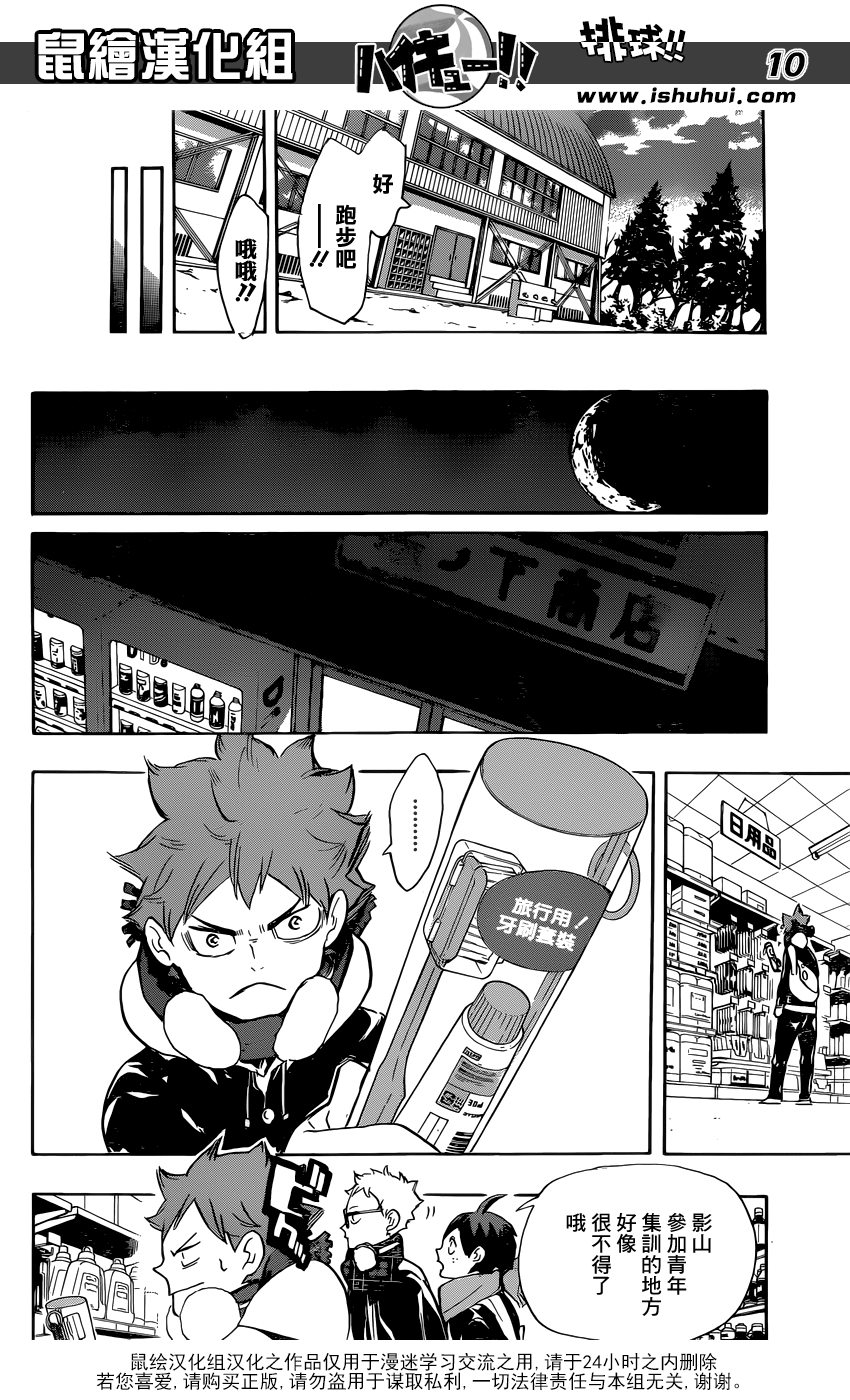 鼠繪漢化組
ハイキュー!!
排球!!
10
www.ishuhui.com
好
跑步吧
——!!
哦哦!!
下商店
D.
………
旅行用!
牙刷套裝
日用品
影山
參加青年
集訓的地方
好像
很不得了
哦
ビクッ
鼠绘汉化组汉化之作品仅用于漫迷学习交流之用, 请于24小时之内删除
若您喜爱, 请购买正版, 请勿盗用于谋取私利, 一切法律责任与本组无关, 谢谢。